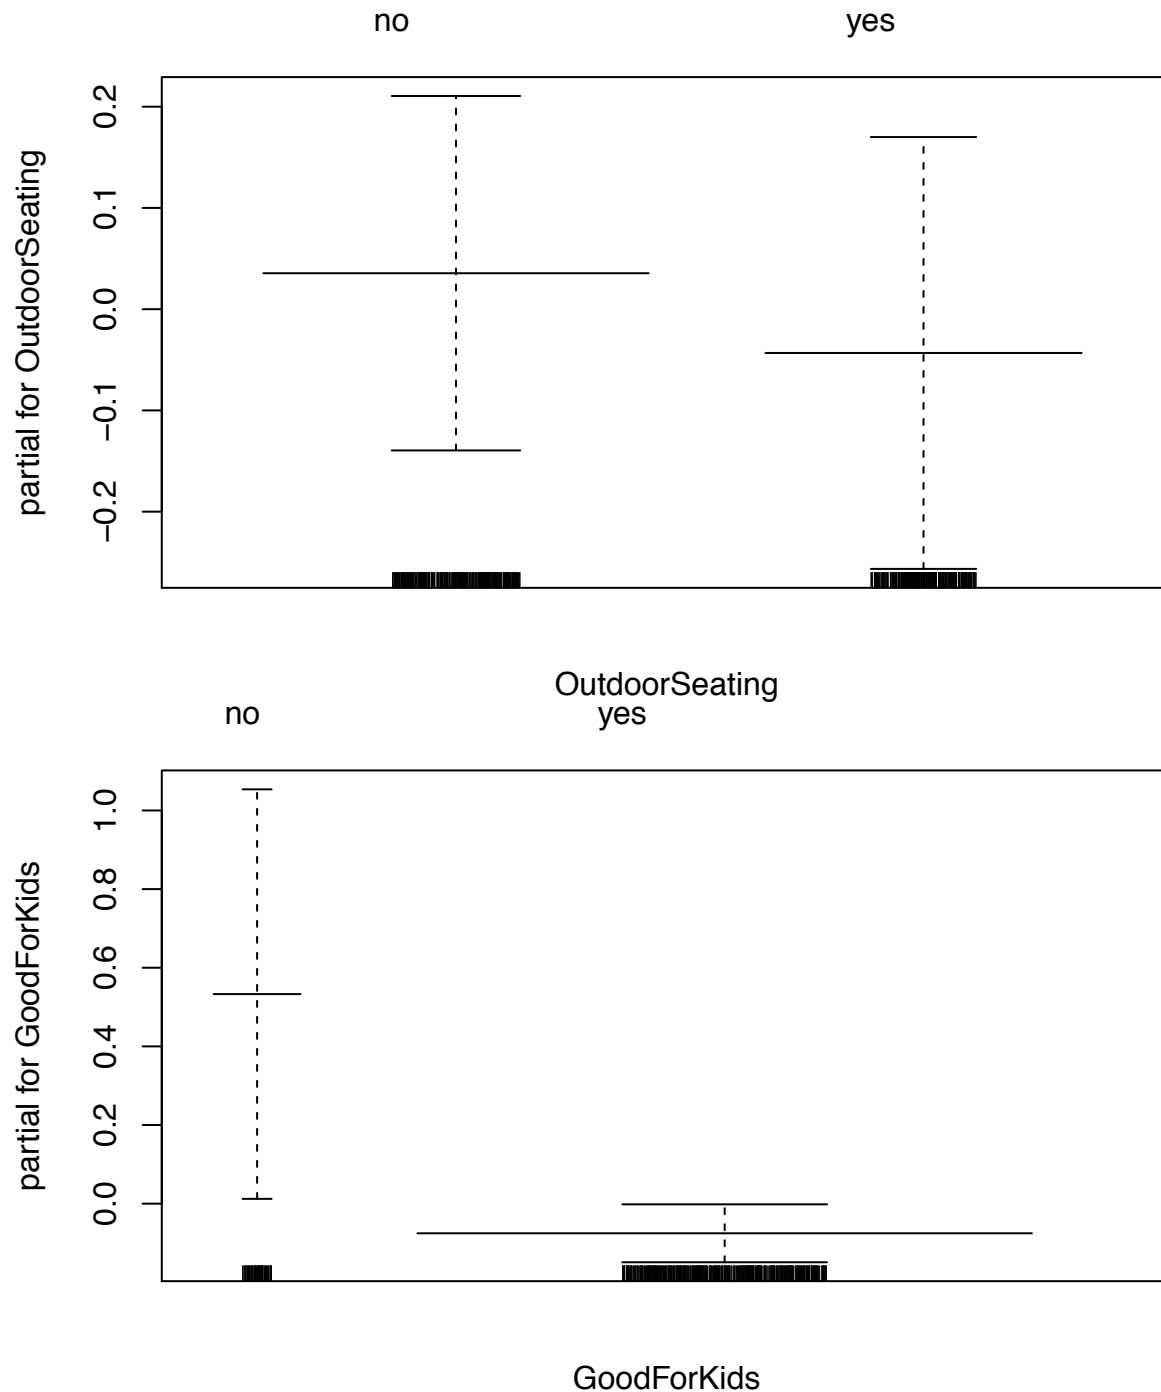 no yes
partial for OutdoorSeating
0.2
0.1
0.0
−0.1
−0.2
OutdoorSeating
no yes
partial for GoodForKids
1.0
0.8
0.6
0.4
0.2
0.0
GoodForKids